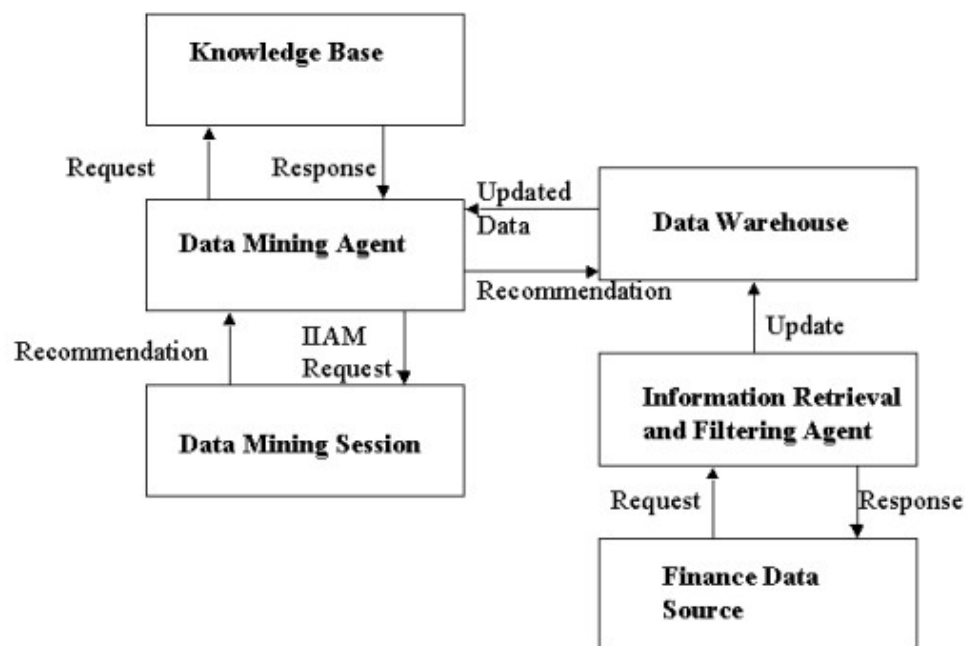 Knowledge Base
Request
Response
Updated
Data
Data Warehouse
Data Mining Agent
Recommendation
Recommendation
IIAM
Request
Update
Data Mining Session
Information Retrieval
and Filtering Agent
Request
Response
Finance Data
Source